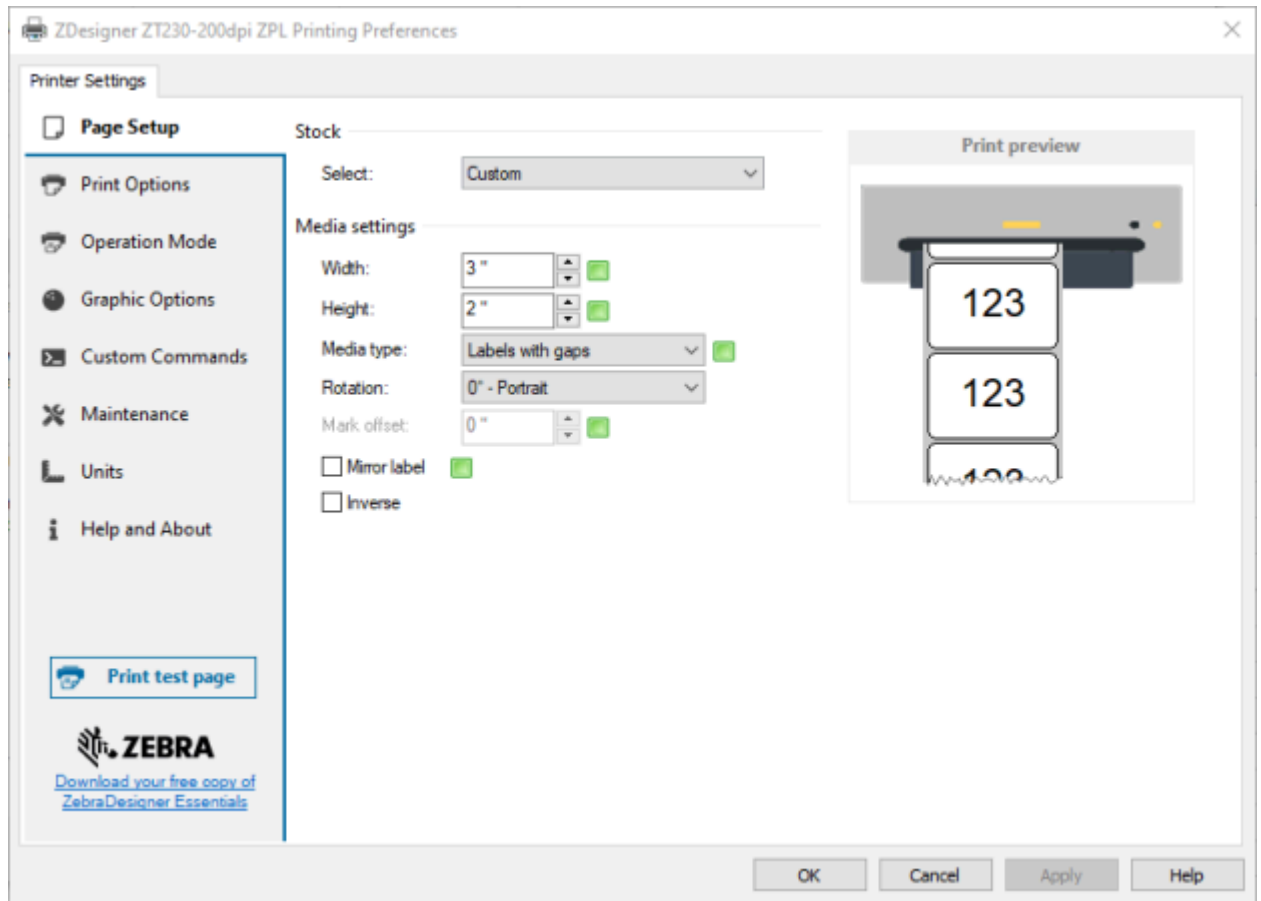 ZDesigner ZT230-200dpi ZPL Printing Preferences
Printer Settings
Page Setup
Print Options
Operation Mode
Graphic Options
Custom Commands
Maintenance
Units
Help and About
Print test page
ZEBRA
Download your free copy of
ZebraDesigner Essentials
Stock
Select: Custom
Media settings
Width: 3 "
Height: 2 "
Media type: Labels with gaps
Rotation: 0° - Portrait
Mark offset: 0 "
Mirror label
Inverse
Print preview
123
123
123
OK Cancel Apply Help